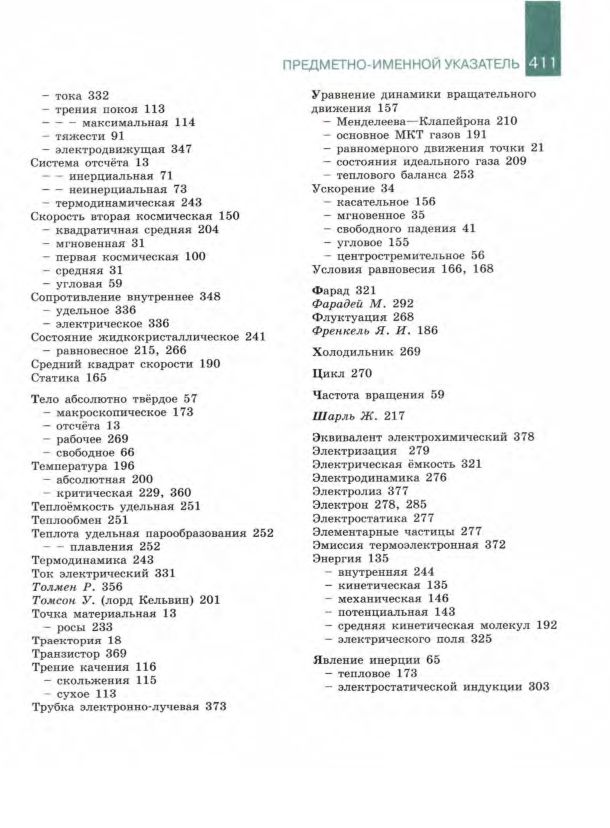 ПРЕДМЕТНО-ИМЕННОЙ УКАЗАТЕЛЬ 411
– тока 332
– трения покоя 113
– – – максимальная 114
– тяжести 91
– электродвижущая 347
Система отсчёта 13
– – инерциальная 71
– – неинерциальная 73
– термодинамическая 243
Скорость вторая космическая 150
– квадратичная средняя 204
– мгновенная 31
– первая космическая 100
– средняя 31
– угловая 59
Сопротивление внутреннее 348
– удельное 336
– электрическое 336
Состояние жидкокристаллическое 241
– равновесное 215, 266
Средний квадрат скорости 190
Статика 165
Тело абсолютно твёрдое 57
– макроскопическое 173
– отсчёта 13
– рабочее 269
– свободное 66
Температура 196
– абсолютная 200
– критическая 229, 360
Теплоёмкость удельная 251
Теплообмен 251
Теплота удельная парообразования 252
– – плавления 252
Термодинамика 243
Ток электрический 331
Толмен Р. 356
Томсон У. (лорд Кельвин) 201
Точка материальная 13
– росы 233
Траектория 18
Транзистор 369
Трение качения 116
– скольжения 115
– сухое 113
Трубка электронно-лучевая 373
Уравнение динамики вращательного
движения 157
– Менделеева—Клапейрона 210
– основное МКТ газов 191
– равномерного движения точки 21
– состояния идеального газа 209
– теплового баланса 253
Ускорение 34
– касательное 156
– мгновенное 35
– свободного падения 41
– угловое 155
– центростремительное 56
Условия равновесия 166, 168
Фарад 321
Фарадей М. 292
Флуктуация 268
Френкель Я. И. 186
Холодильник 269
Цикл 270
Частота вращения 59
Шарль Ж. 217
Эквивалент электрохимический 378
Электризация 279
Электрическая ёмкость 321
Электродинамика 276
Электролиз 377
Электрон 278, 285
Электростатика 277
Элементарные частицы 277
Эмиссия термоэлектронная 372
Энергия 135
– внутренняя 244
– кинетическая 135
– механическая 146
– потенциальная 143
– средняя кинетическая молекул 192
– электрического поля 325
Явление инерции 65
– тепловое 173
– электростатической индукции 303